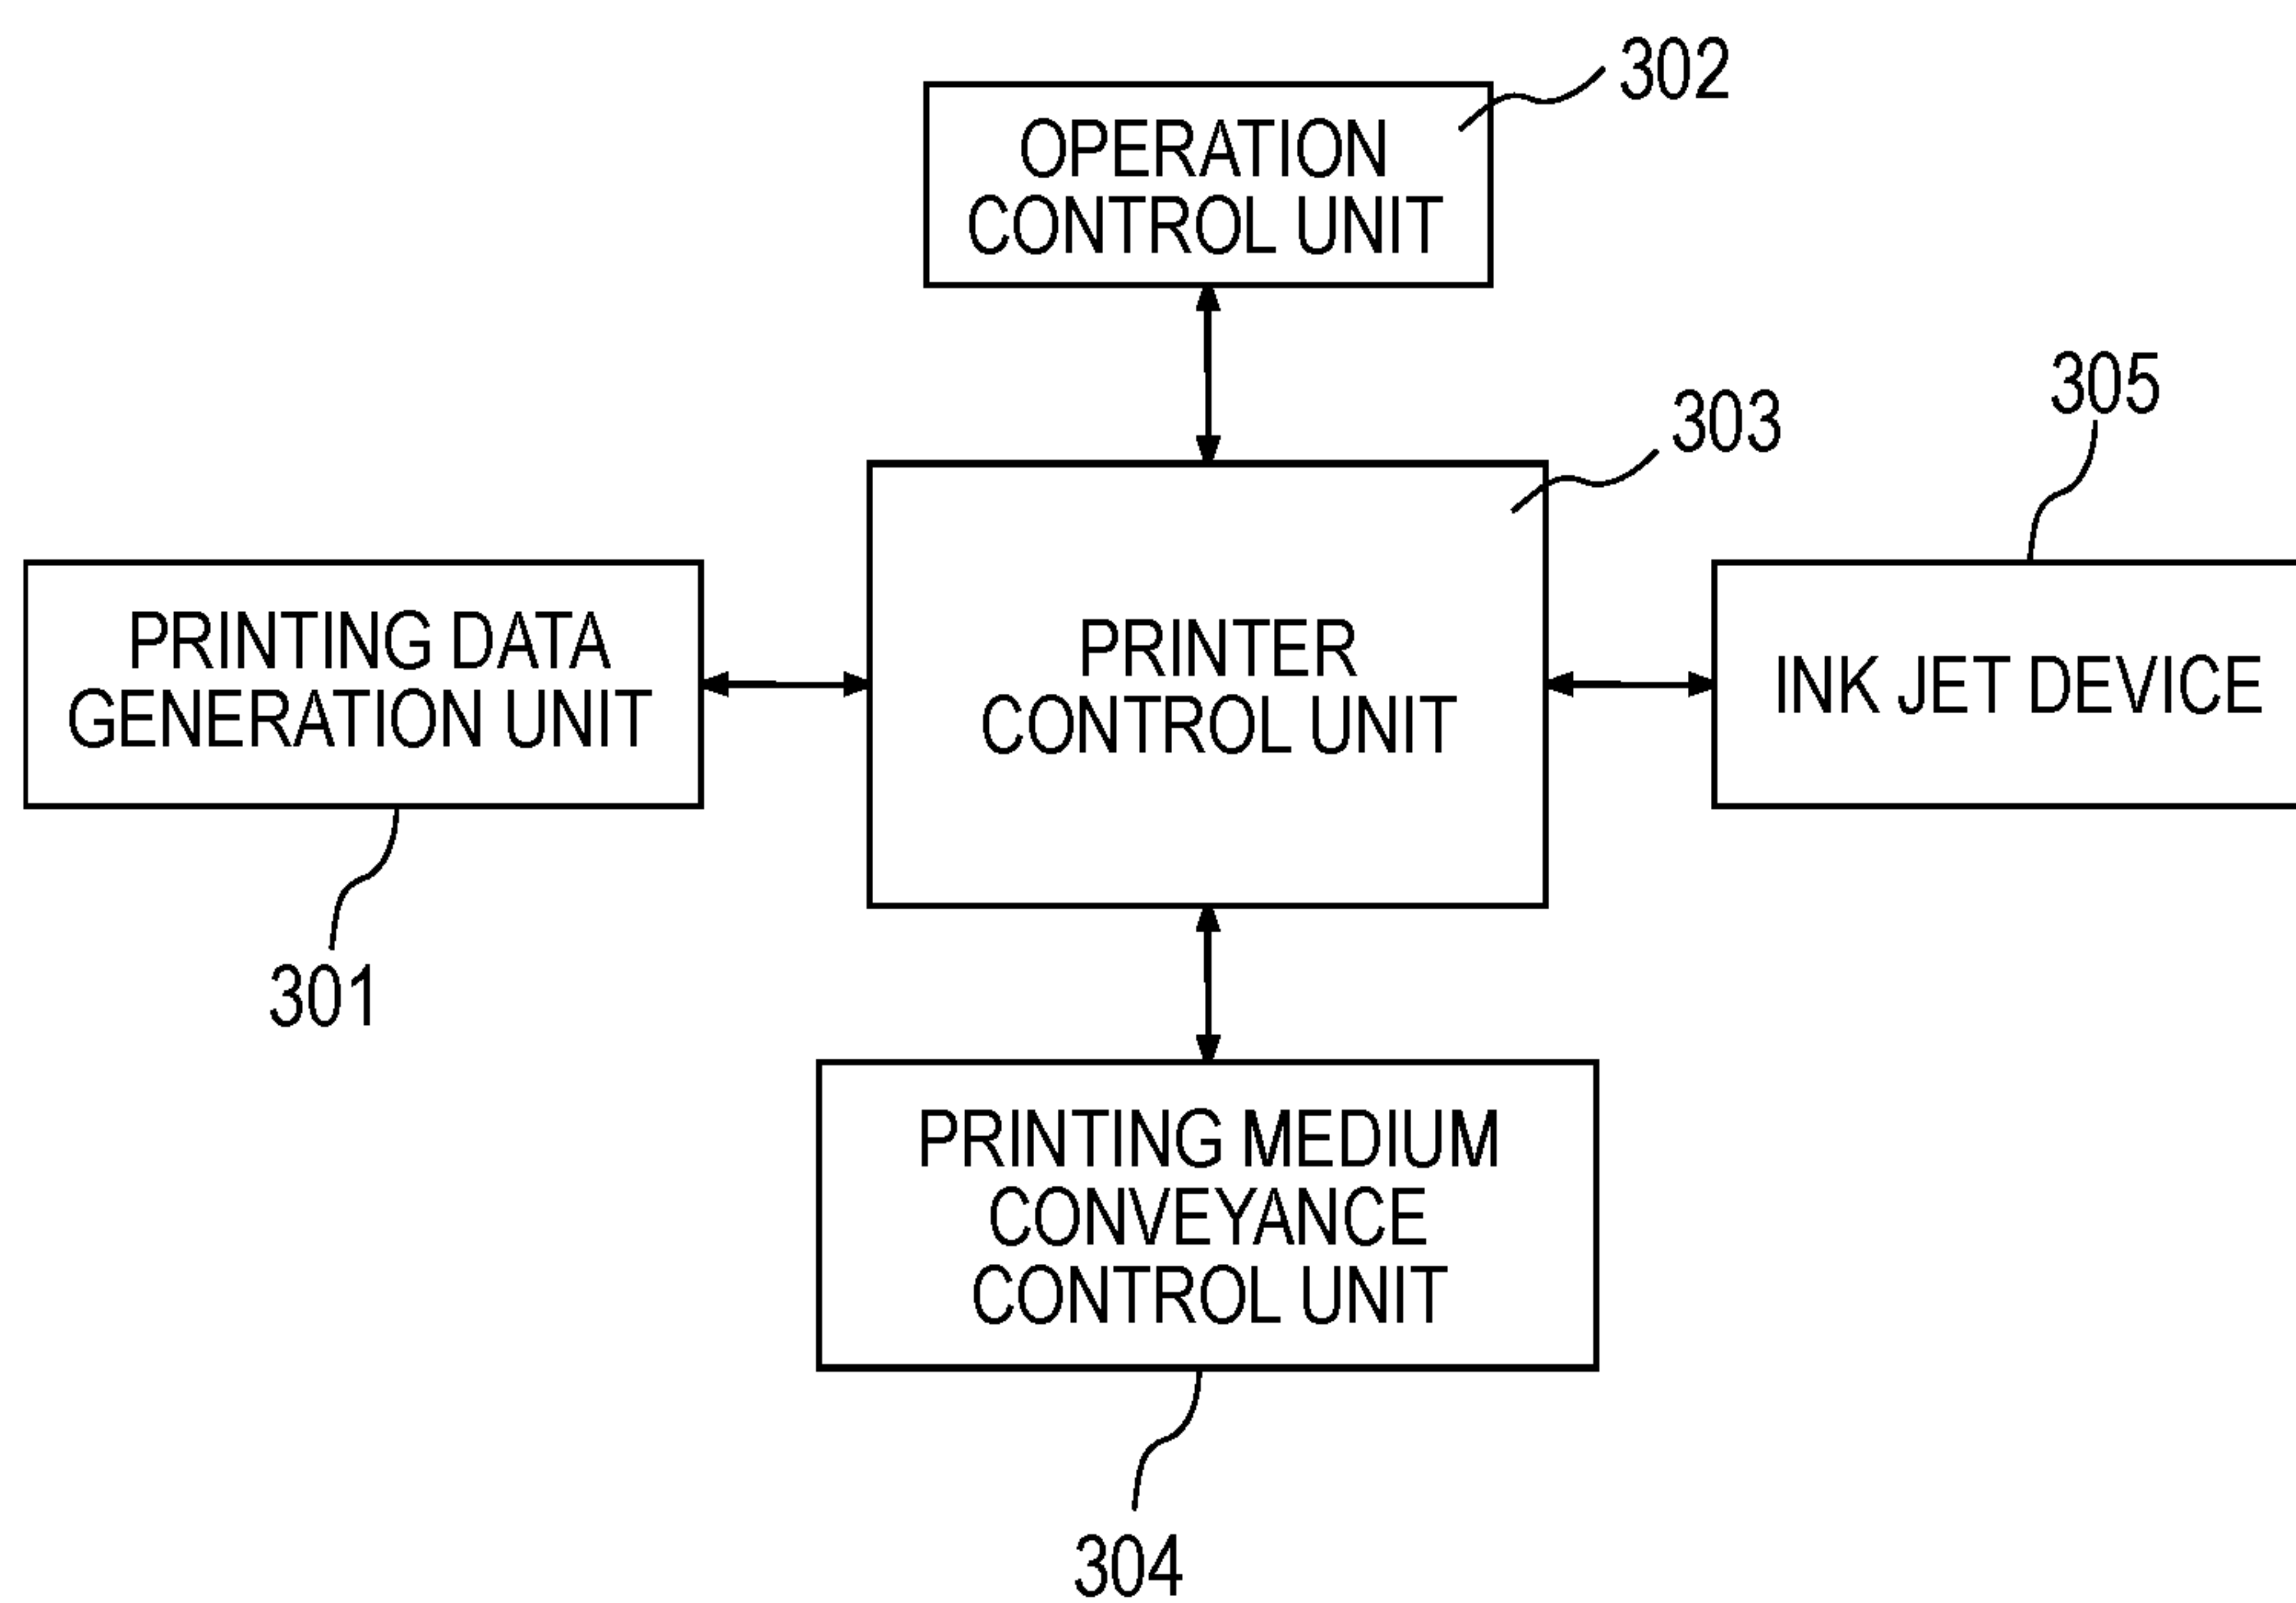 302
OPERATION
CONTROL UNIT
305
303
PRINTING DATA
GENERATION UNIT
PRINTER
CONTROL UNIT
INK JET DEVICE
301
PRINTING MEDIUM
CONVEYANCE
CONTROL UNIT
304